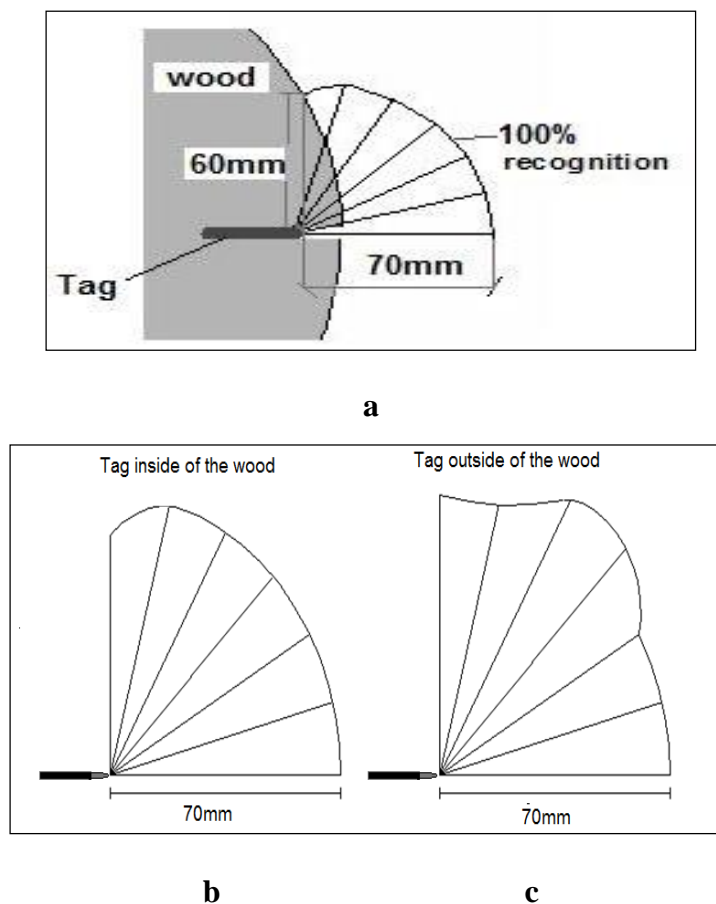 wood
100%
recognition
60mm
70mm
Tag
a
Tag inside of the wood
Tag outside of the wood
70mm
70mm
b
c